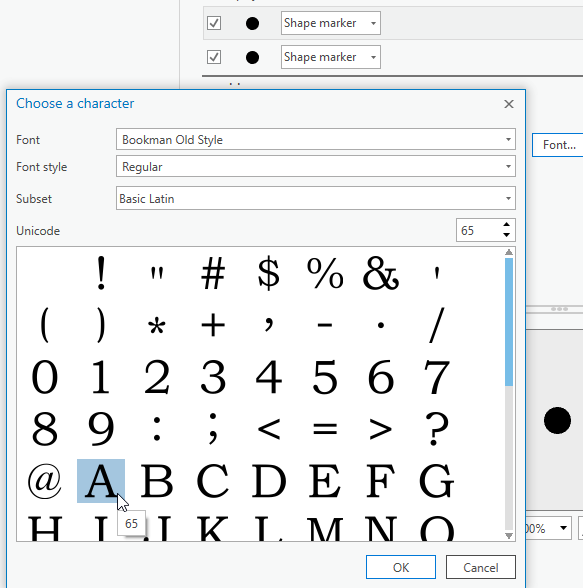 Shape marker
Shape marker
Choose a character
Font Bookman Old Style
Font... 
Font style Regular
Subset Basic Latin
Unicode 65
! " # $ % & '
( ) * + , - . /
0 1 2 3 4 5 6 7
8 9 : ; < = > ?
@ A B C D E F G
H I J K L M N O
65
00%
OK Cancel